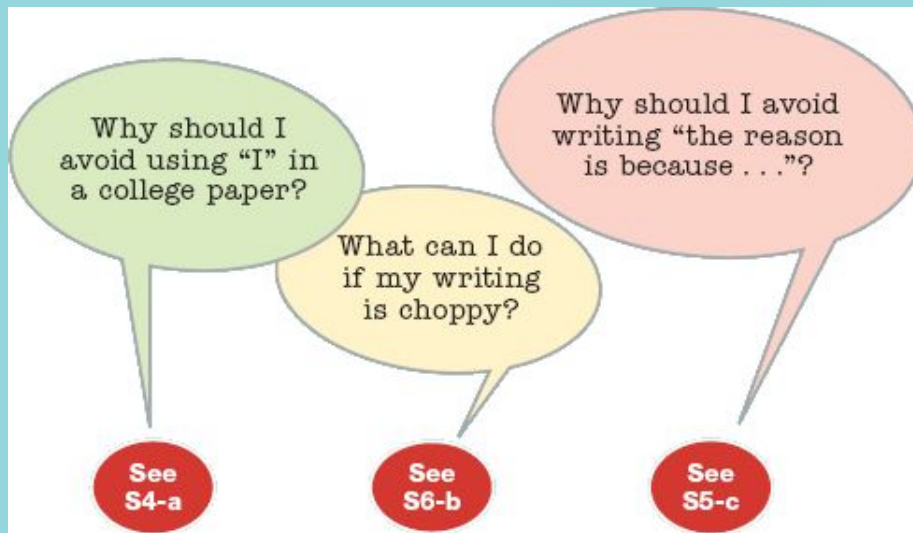 Why should I
avoid using “I” in
a college paper?
What can I do
if my writing
is choppy?
Why should I avoid
writing “the reason
is because . . .”?
See
S4-a
See
S6-b
See
S5-c